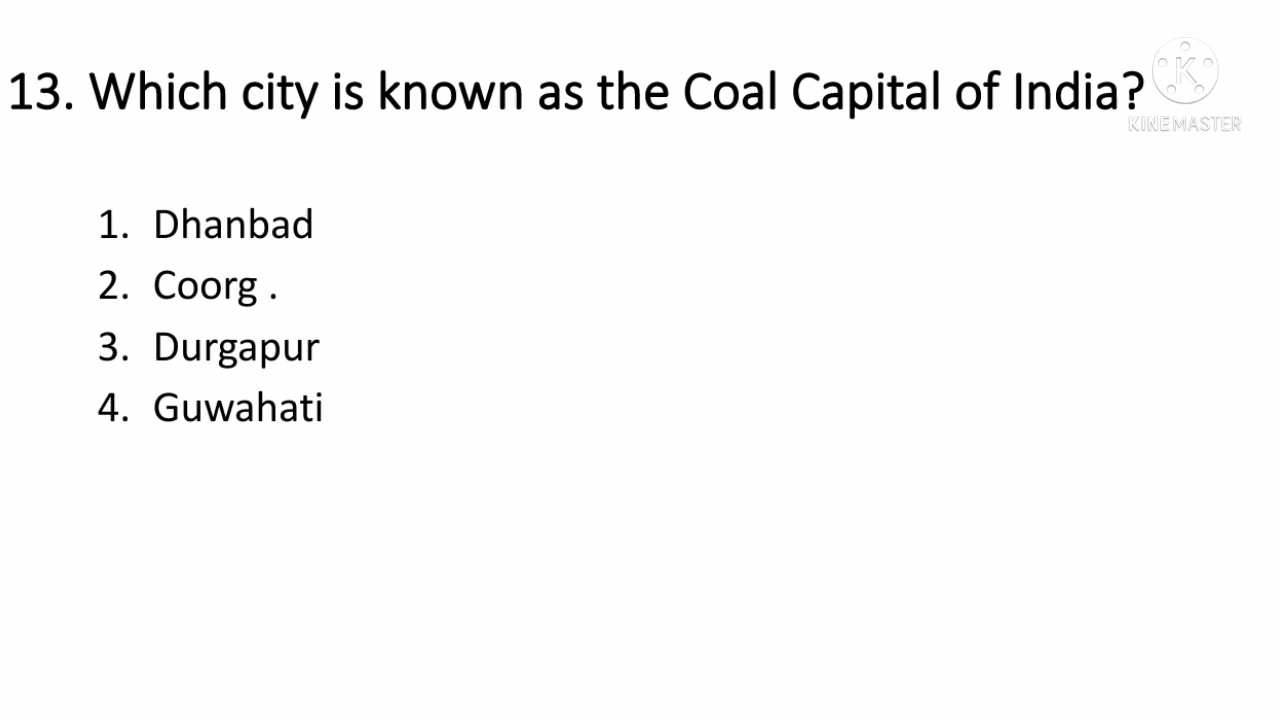 13. Which city is known as the Coal Capital of India?
K
KINEMASTER
1. Dhanbad
2. Coorg .
3. Durgapur
4. Guwahati